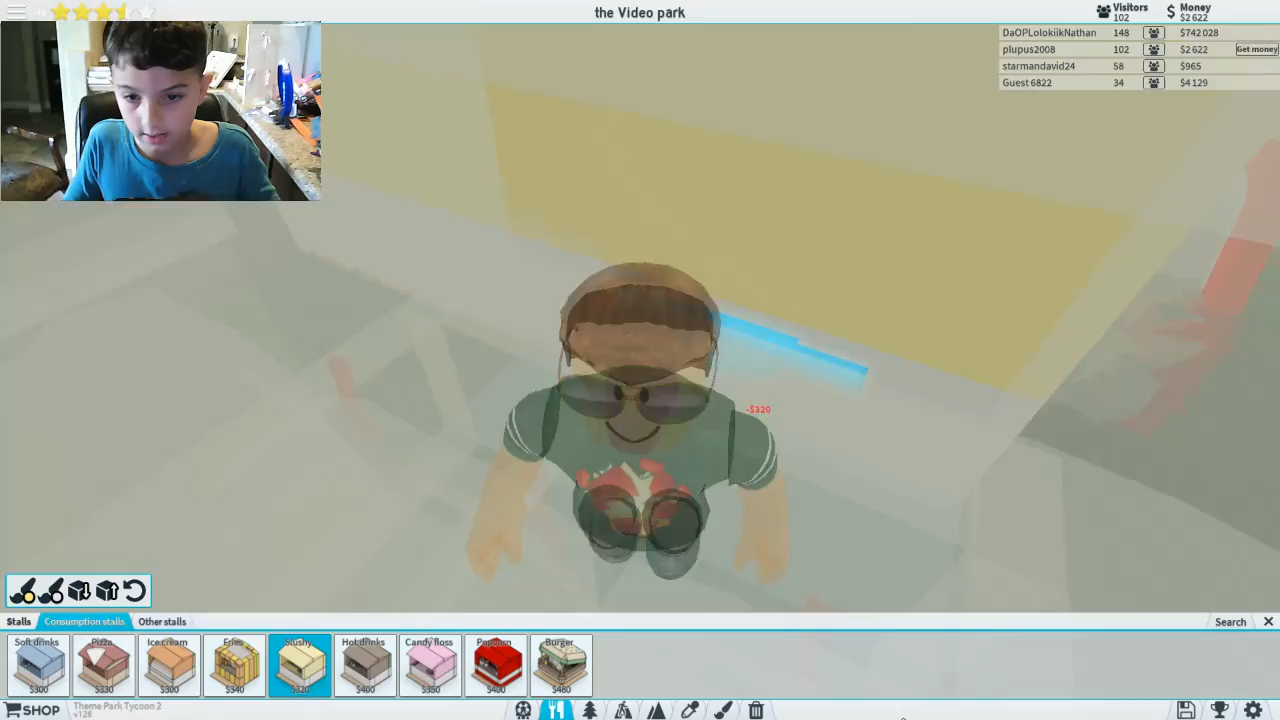 the Video park
Visitors
102
Money
$2 622
DaOPLolokiikNathan 148 $742 028
plupus2008 102 $2 622 Get money
starmandavid24 58 $965
Guest 6822 34 $4 129
-$320
Stalls Consumption stalls Other stalls Search
Soft drinks Pizza Ice cream Fries Slushy Hot drinks Candy floss Popcorn Burger
$300 $330 $300 $340 $320 $400 $350 $400 $480
SHOP
Theme Park Tycoon 2
v126